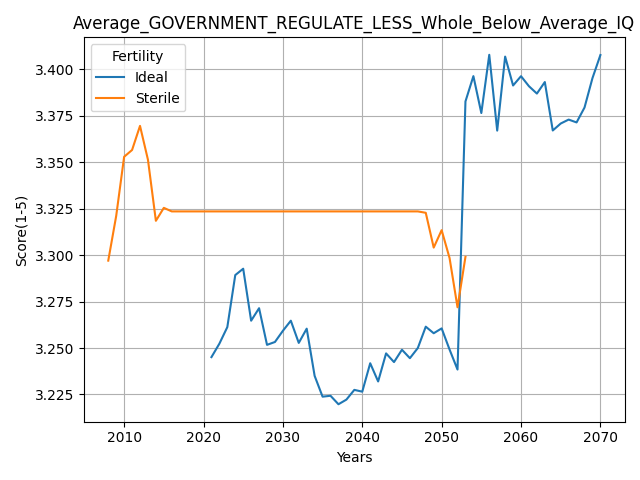 Average_GOVERNMENT_REGULATE_LESS_Whole_Below_Average_IQ
Fertility
Ideal
Sterile
3.400
3.375
3.350
3.325
3.300
3.275
3.250
3.225
Score(1-5)
2010 2020 2030 2040 2050 2060 2070
Years